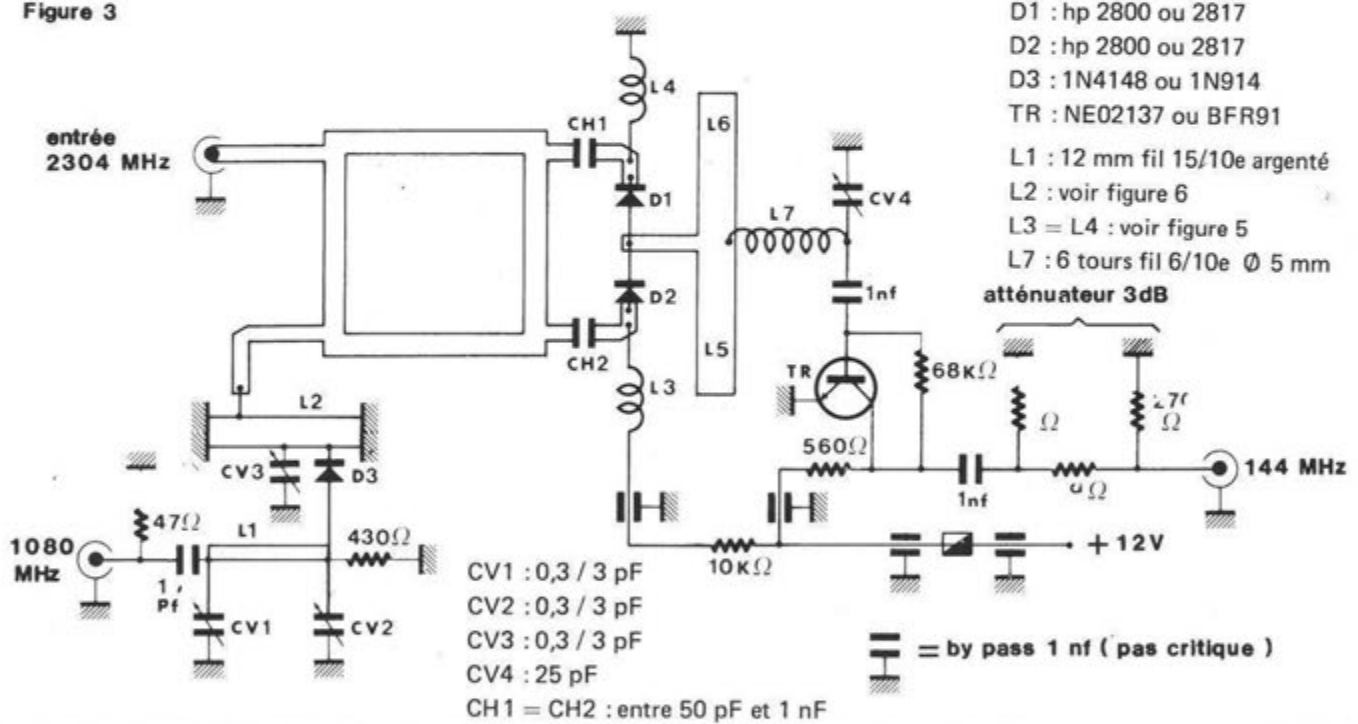 Figure 3
D1 : hp 2800 ou 2817
D2 : hp 2800 ou 2817
D3 : 1N4148 ou 1N914
TR : NE02137 ou BFR91
L1 : 12 mm fil 15/10e argenté
L2 : voir figure 6
L3 = L4 : voir figure 5
L7 : 6 tours fil 6/10e Ø 5 mm
atténuateur 3dB
entrée
2304 MHz
L4
CH1
D1
L6
L7
CV4
D2
1nf
CH2
L5
L3
TR
68KΩ
Ω
Ω
L2
560Ω
CV3
D3
1nf
Ω
144 MHz
47Ω
L1
430Ω
1080
MHz
1
Pf
CV1
CV2
10KΩ
+ 12V
CV1 : 0,3 / 3 pF
CV2 : 0,3 / 3 pF
CV3 : 0,3 / 3 pF
CV4 : 25 pF
CH1 = CH2 : entre 50 pF et 1 nF
= by pass 1 nf ( pas critique )